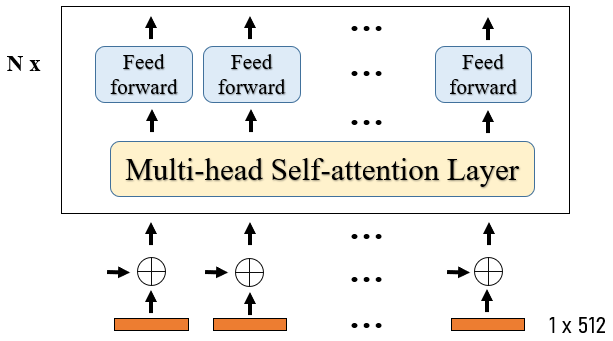 N x
Feed
forward
Feed
forward
Feed
forward
Multi-head Self-attention Layer
1 x 512